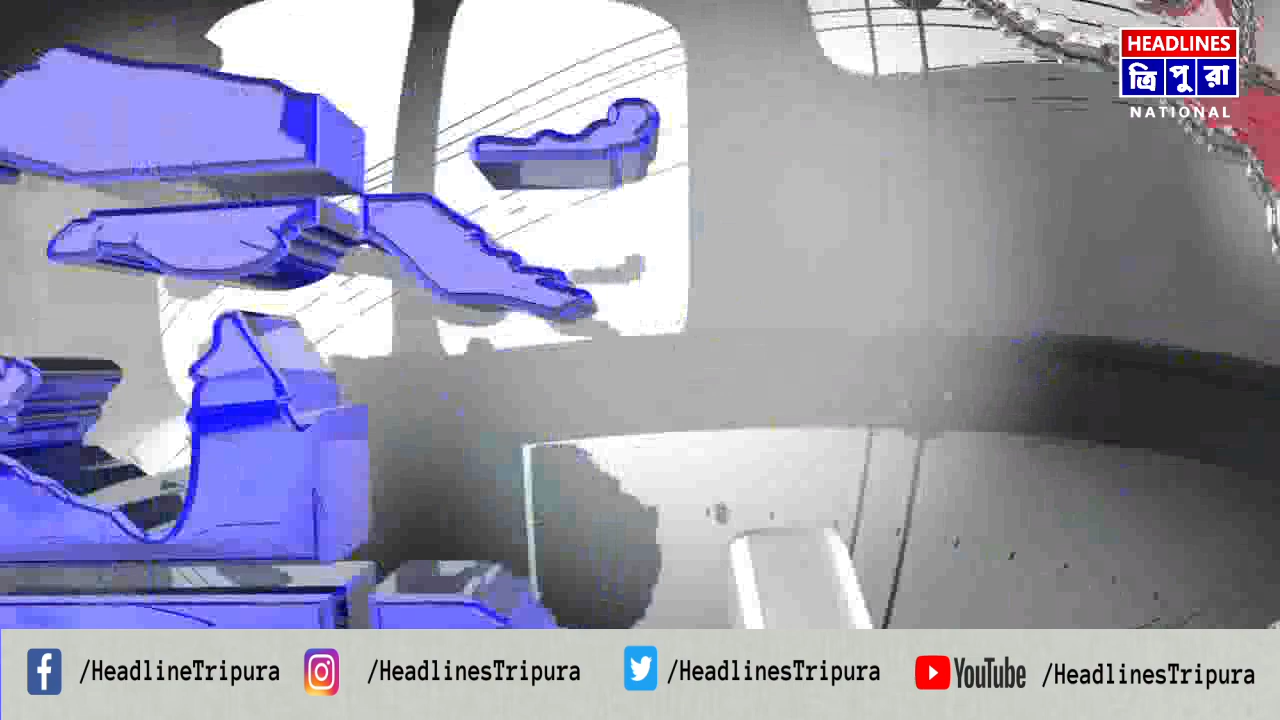 HEADLINES
ত্রিপুরা
NATIONAL
/HeadlineTripura
/HeadlinesTripura
/HeadlinesTripura
YouTube /HeadlinesTripura